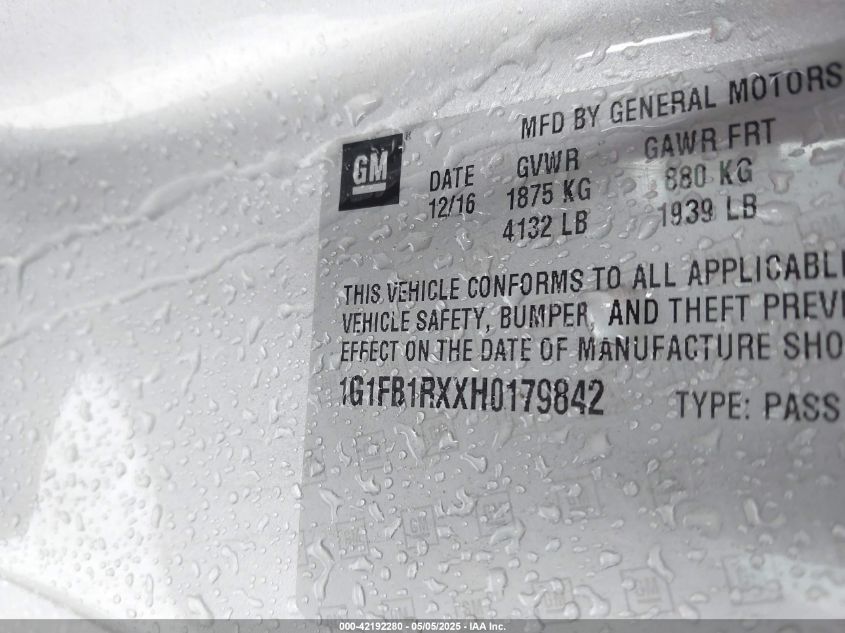 MFD BY GENERAL MOTORS
GM ®
DATE GVWR GAWR FRT
12/16 1875 KG 880 KG
4132 LB 1939 LB
THIS VEHICLE CONFORMS TO ALL APPLICABL
VEHICLE SAFETY, BUMPER, AND THEFT PREVE
EFFECT ON THE DATE OF MANUFACTURE SHO
1G1FB1RXXH0179842 TYPE: PASS
000-42192280 - 05/05/2025 - IAA Inc.